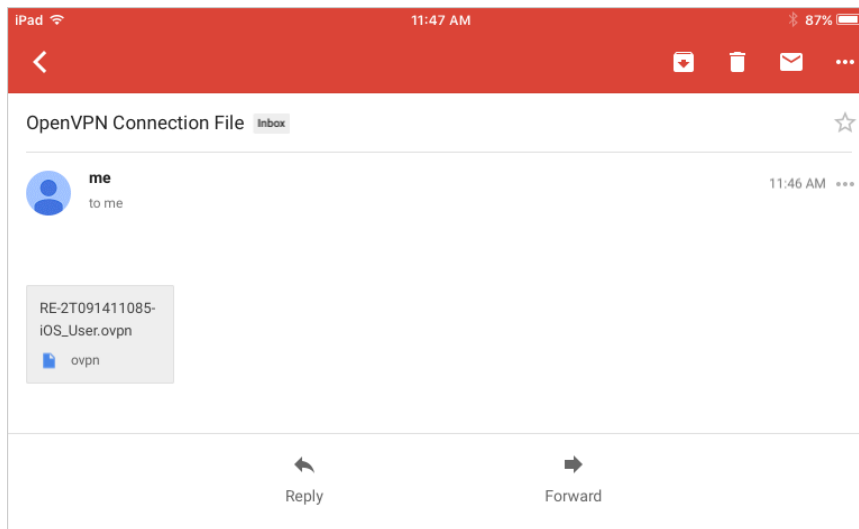 iPad 11:47 AM 87%
OpenVPN Connection File Inbox
me
11:46 AM
to me
RE-2T091411085-
iOS_User.ovpn
ovpn
Reply Forward